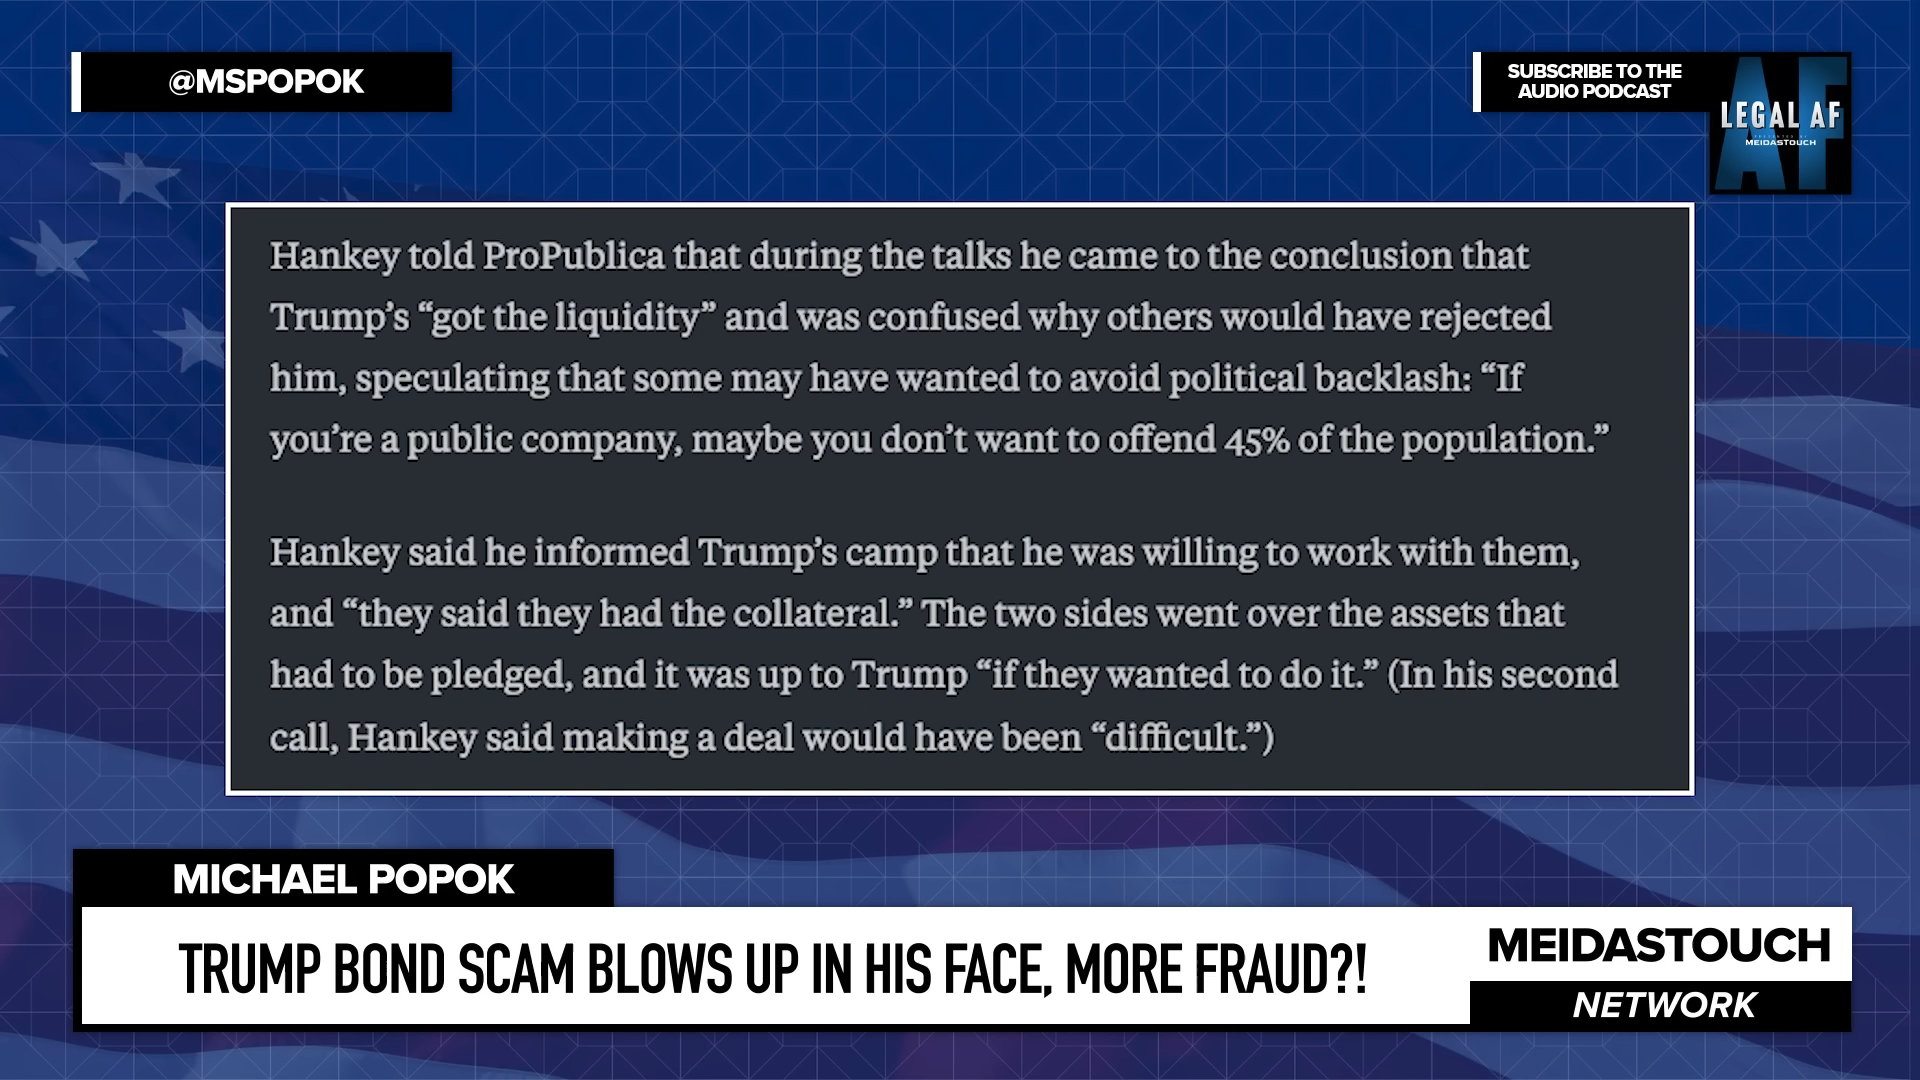 @MSPOPOK
SUBSCRIBE TO THE
AUDIO PODCAST
AF
LEGAL AF
MEIDASTOUCH
Hankey told ProPublica that during the talks he came to the conclusion that
Trump’s “got the liquidity” and was confused why others would have rejected
him, speculating that some may have wanted to avoid political backlash: “If
you’re a public company, maybe you don’t want to offend 45% of the population.”
Hankey said he informed Trump’s camp that he was willing to work with them,
and “they said they had the collateral.” The two sides went over the assets that
had to be pledged, and it was up to Trump “if they wanted to do it.” (In his second
call, Hankey said making a deal would have been “difficult.”)
MICHAEL POPOK
TRUMP BOND SCAM BLOWS UP IN HIS FACE, MORE FRAUD?!
MEIDASTOUCH
NETWORK